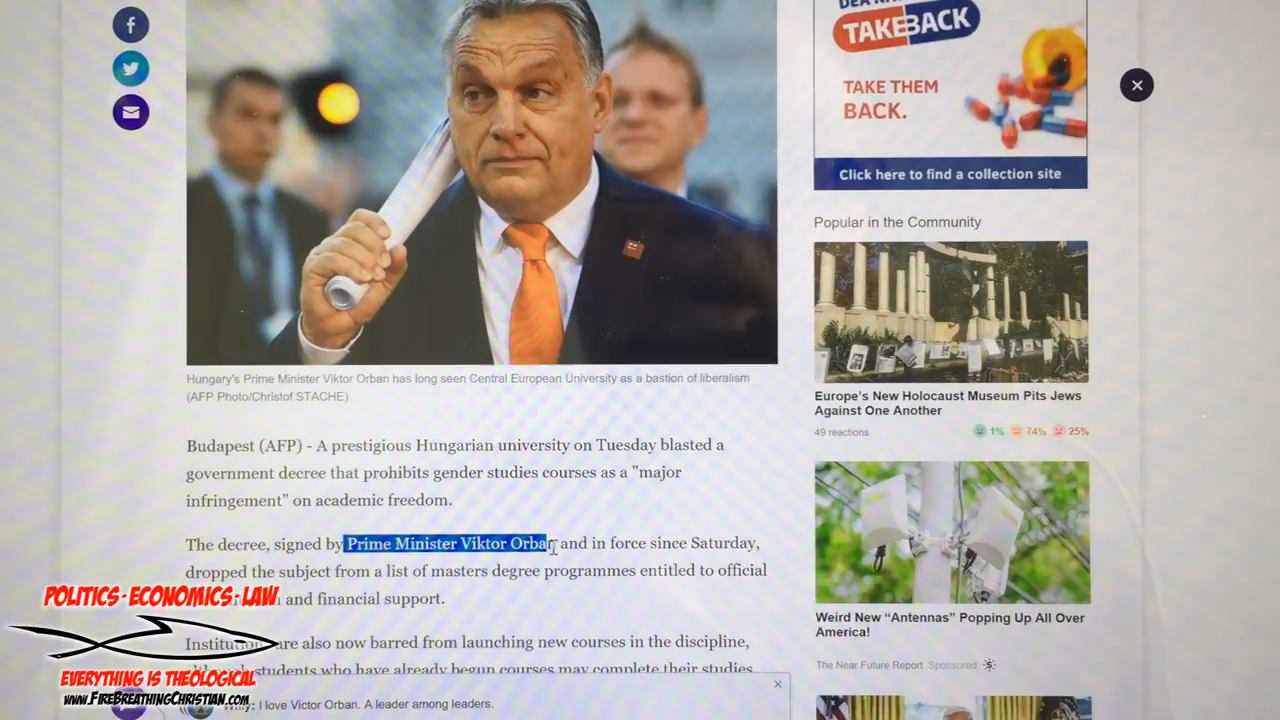 DEA NA
TAKEBACK
TAKE THEM
BACK.
Click here to find a collection site
Hungary's Prime Minister Viktor Orban has long seen Central European University as a bastion of liberalism
(AFP Photo/Christof STACHE)
Budapest (AFP) - A prestigious Hungarian university on Tuesday blasted a
government decree that prohibits gender studies courses as a "major
infringement" on academic freedom.
The decree, signed by Prime Minister Viktor Orban and in force since Saturday,
dropped the subject from a list of masters degree programmes entitled to official
and financial support.
Institutions are also now barred from launching new courses in the discipline,
although students who have already begun courses may complete their studies
I love Victor Orban. A leader among leaders.
Popular in the Community
Europe's New Holocaust Museum Pits Jews
Against One Another
49 reactions
1% 74% 25%
Weird New “Antennas” Popping Up All Over
America!
The Near Future Report Sponsored
POLITICS·ECONOMICS·LAW
EVERYTHING IS THEOLOGICAL
www.FireBreathingChristian.com